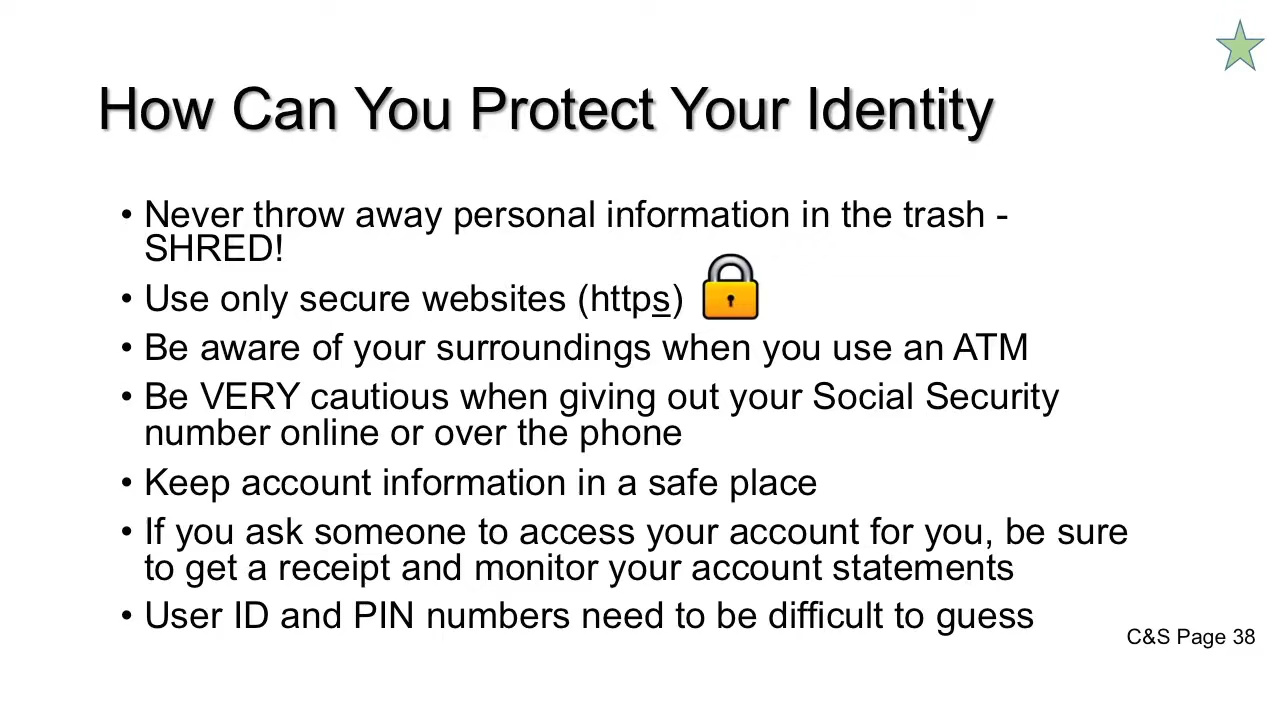 How Can You Protect Your Identity
• Never throw away personal information in the trash -
SHRED!
• Use only secure websites (https)
• Be aware of your surroundings when you use an ATM
• Be VERY cautious when giving out your Social Security
number online or over the phone
• Keep account information in a safe place
• If you ask someone to access your account for you, be sure
to get a receipt and monitor your account statements
• User ID and PIN numbers need to be difficult to guess
C&S Page 38